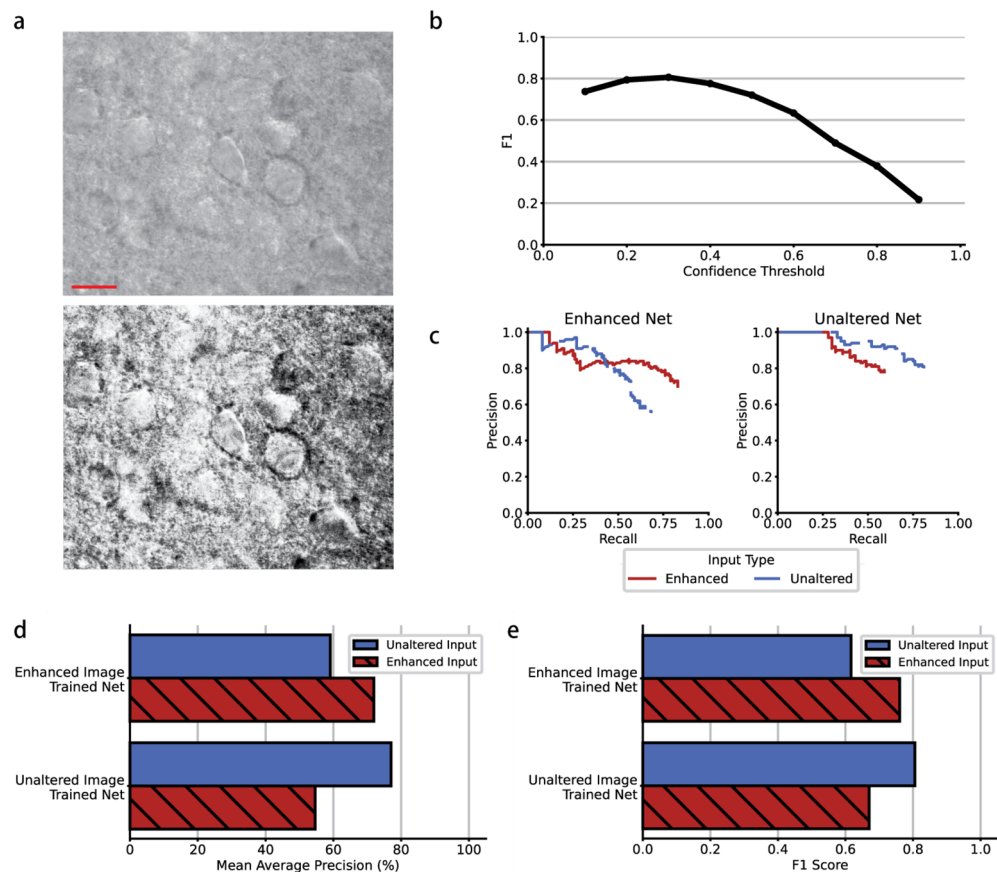 a
b
1.0
0.8
0.6
0.4
0.2
0.0
F1
0.0 0.2 0.4 0.6 0.8 1.0
Confidence Threshold
c
Enhanced Net
1.0
0.8
0.6
0.4
0.2
0.0
Precision
0.00 0.25 0.50 0.75 1.00
Recall
Unaltered Net
1.0
0.8
0.6
0.4
0.2
0.0
Precision
0.00 0.25 0.50 0.75 1.00
Recall
Input Type
Enhanced Unaltered
d
Unaltered Input
Enhanced Input
Enhanced Image
Trained Net
Unaltered Image
Trained Net
0 20 40 60 80 100
Mean Average Precision (%)
e
Unaltered Input
Enhanced Input
Enhanced Image
Trained Net
Unaltered Image
Trained Net
0.0 0.2 0.4 0.6 0.8 1.0
F1 Score